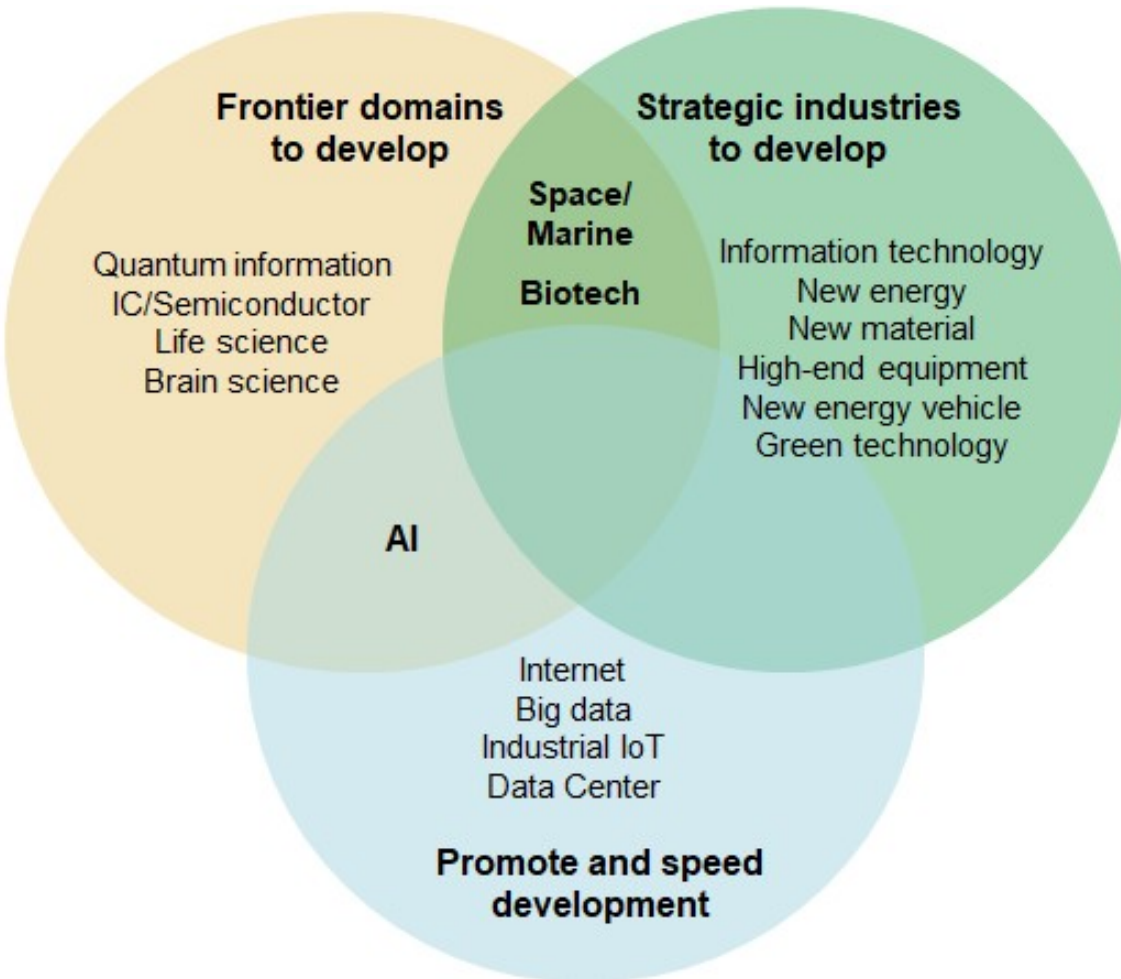 Frontier domains
to develop
Strategic industries
to develop
Space/
Marine
Biotech
Quantum information
IC/Semiconductor
Life science
Brain science
Information technology
New energy
New material
High-end equipment
New energy vehicle
Green technology
AI
Internet
Big data
Industrial IoT
Data Center
Promote and speed
development